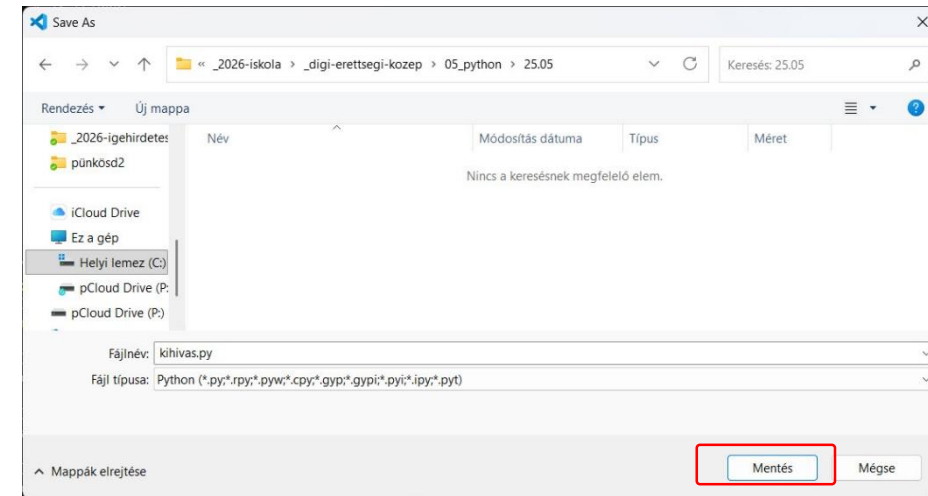 Save As
« _2026-iskola > _digi-erettsegi-kozep > 05_python > 25.05
Keresés: 25.05
Rendezés
Új mappa
Név
Módosítás dátuma
Típus
Méret
_2026-igehirdetes
pünkösd2
Nincs a keresésnek megfelelő elem.
iCloud Drive
Ez a gép
Helyi lemez (C:)
pCloud Drive (P:
pCloud Drive (P:)
Fájlnév: kihivas.py
Fájl típusa: Python (*.py;*.rpy;*.pyw;*.cpy;*.gyp;*.gypi;*.pyi;*.ipy;*.pyt)
Mappák elrejtése
Mentés
Mégse